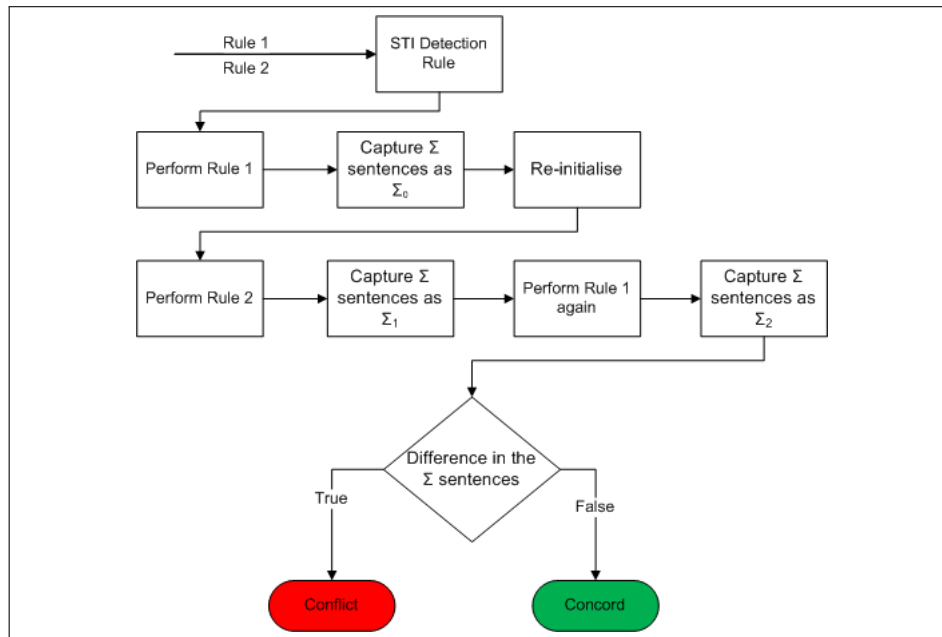 Rule 1
Rule 2
STI Detection
Rule
Perform Rule 1
Capture Σ
sentences as
Σ₀
Re-initialise
Perform Rule 2
Capture Σ
sentences as
Σ₁
Perform Rule 1
again
Capture Σ
sentences as
Σ₂
Difference in the
Σ sentences
True
False
Conflict
Concord